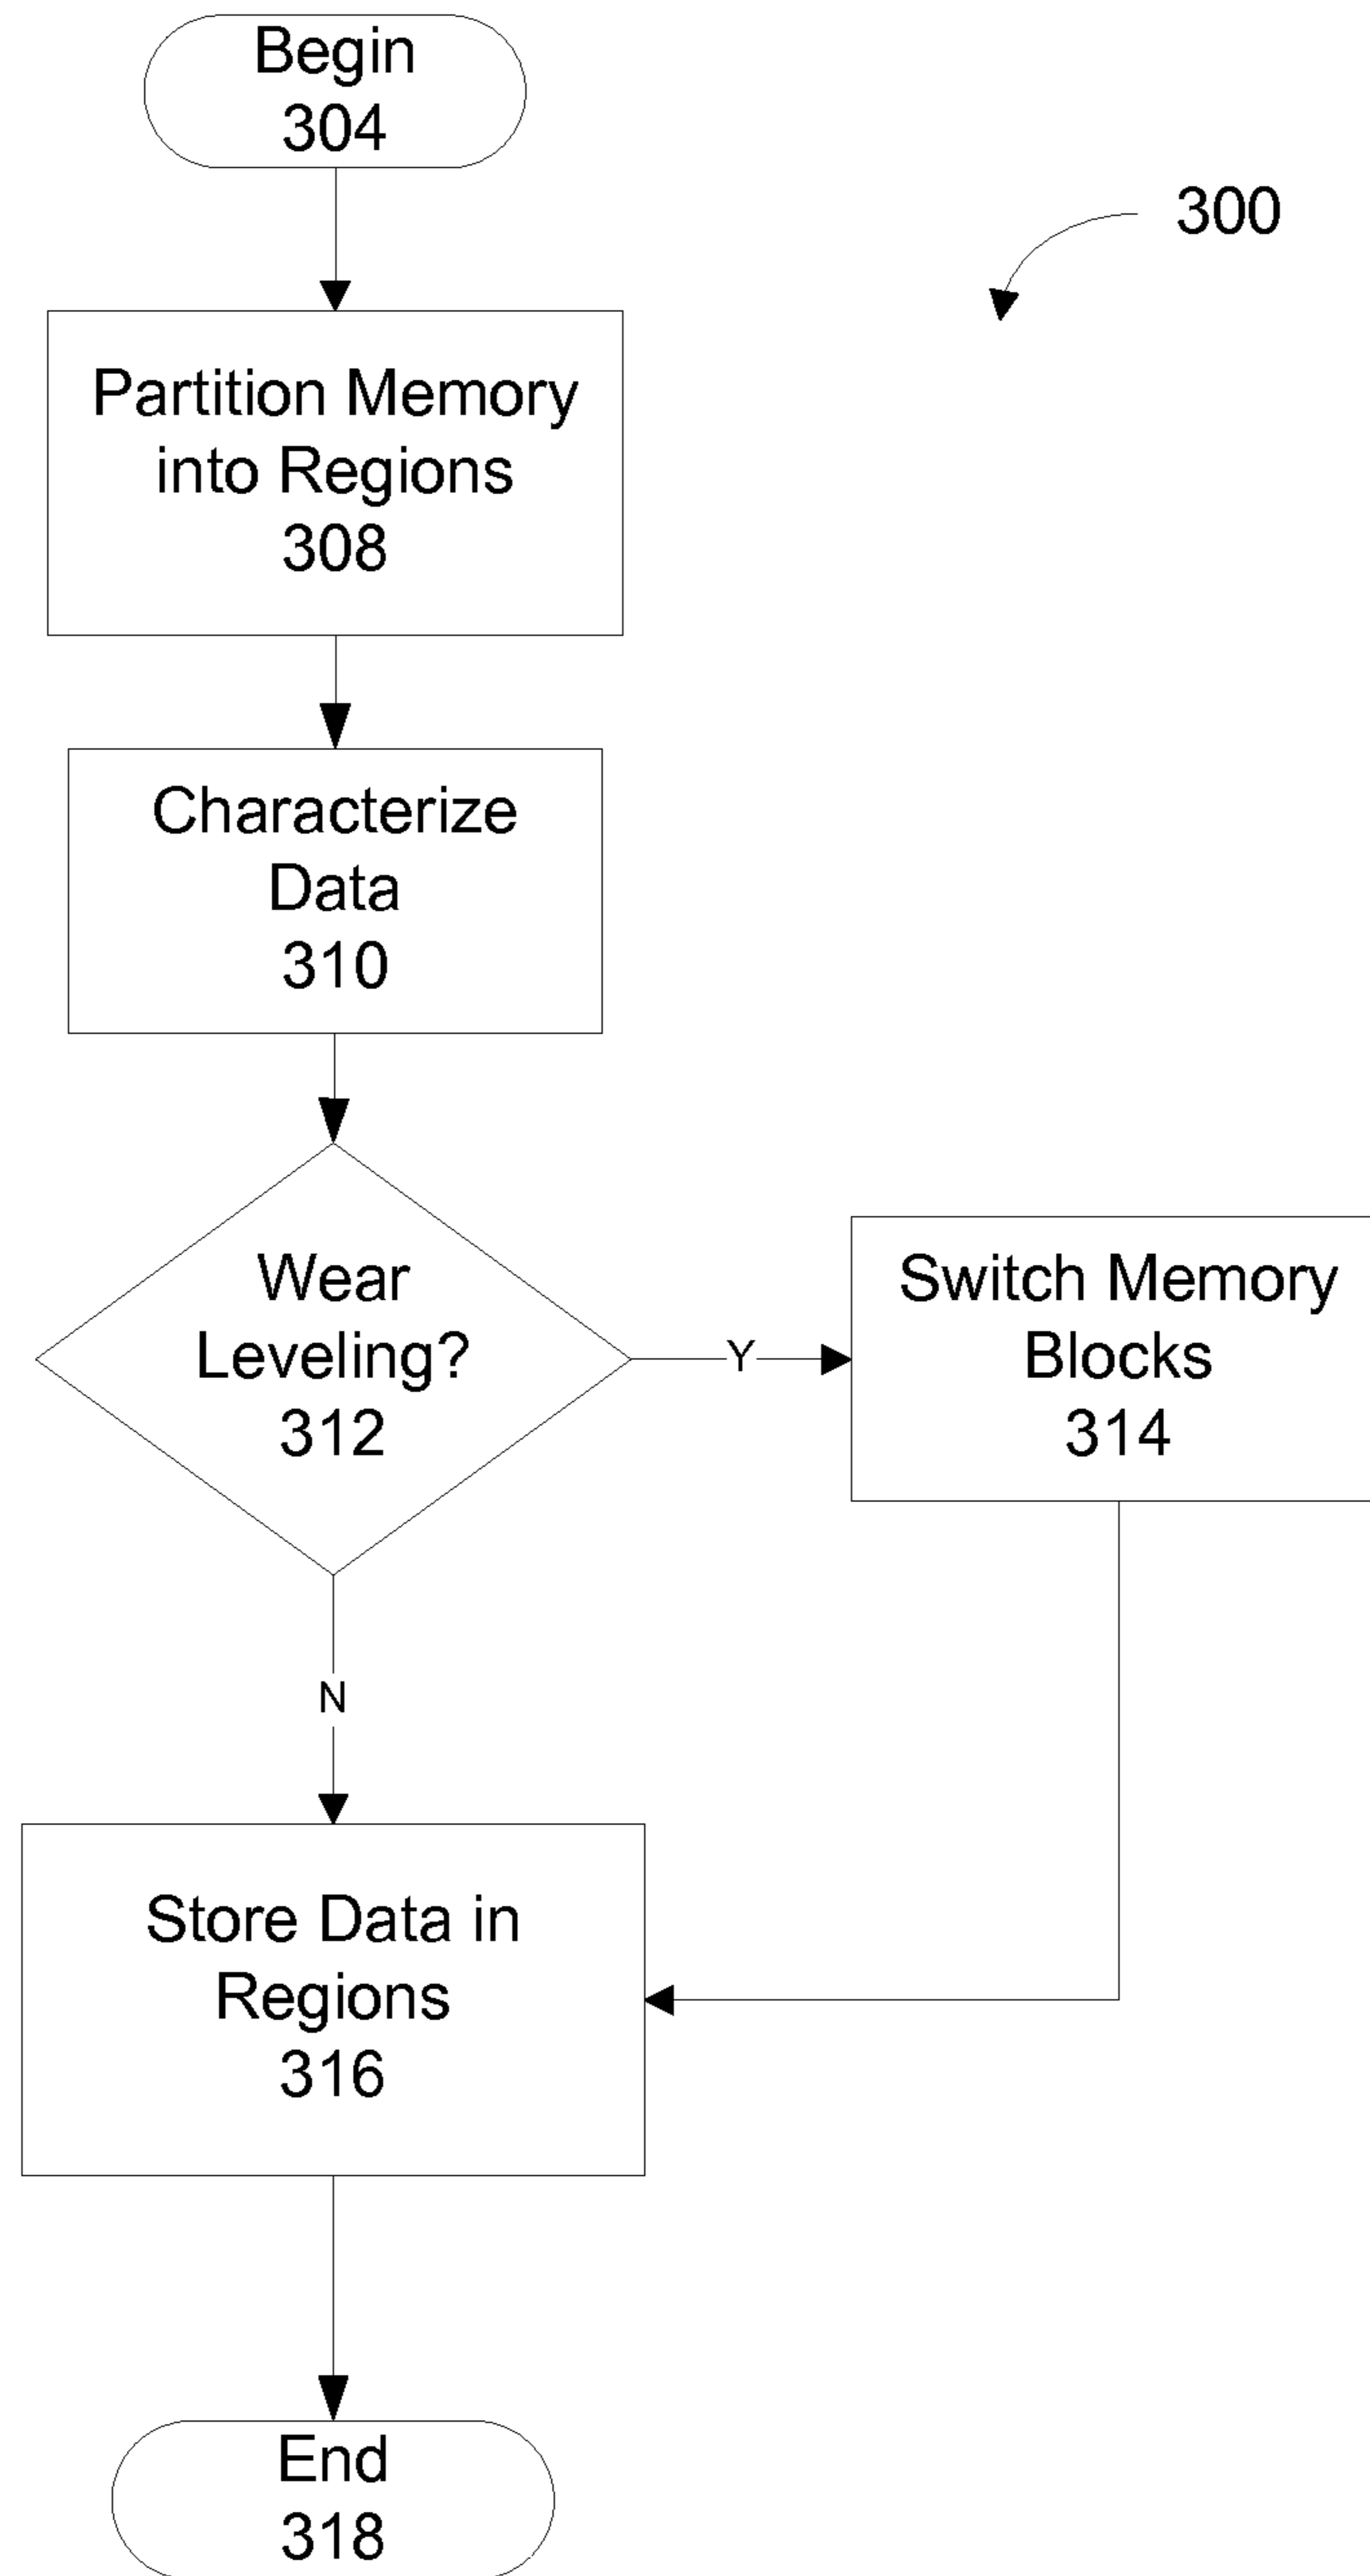 Begin
304
300
Partition Memory
into Regions
308
Characterize
Data
310
Wear
Leveling?
312
Y
Switch Memory
Blocks
314
N
Store Data in
Regions
316
End
318